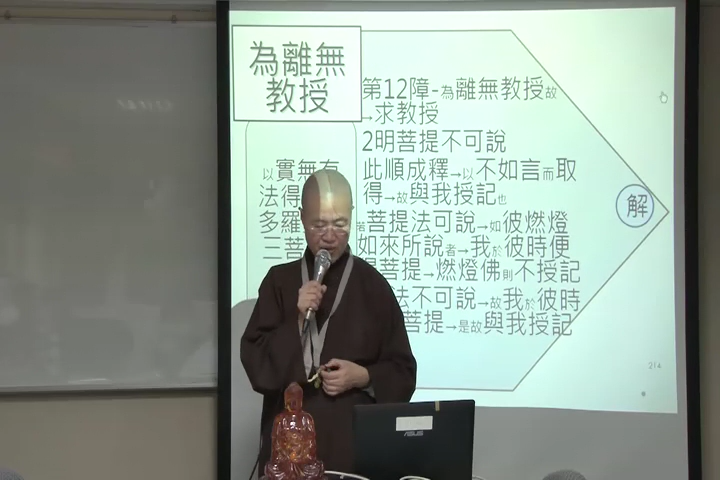 為離無
教授
第12障-為離無教授故
→求教授
2明菩提不可說
以實無有
此順成釋→以不如言而取
法得
得→故與我授記也
多羅
菩提法可說→如彼燃燈
三菩
如來所說者→我於彼時便
菩提→燃燈佛則不授記
法不可說→故我於彼時
菩提→是故與我授記
解
ASUS